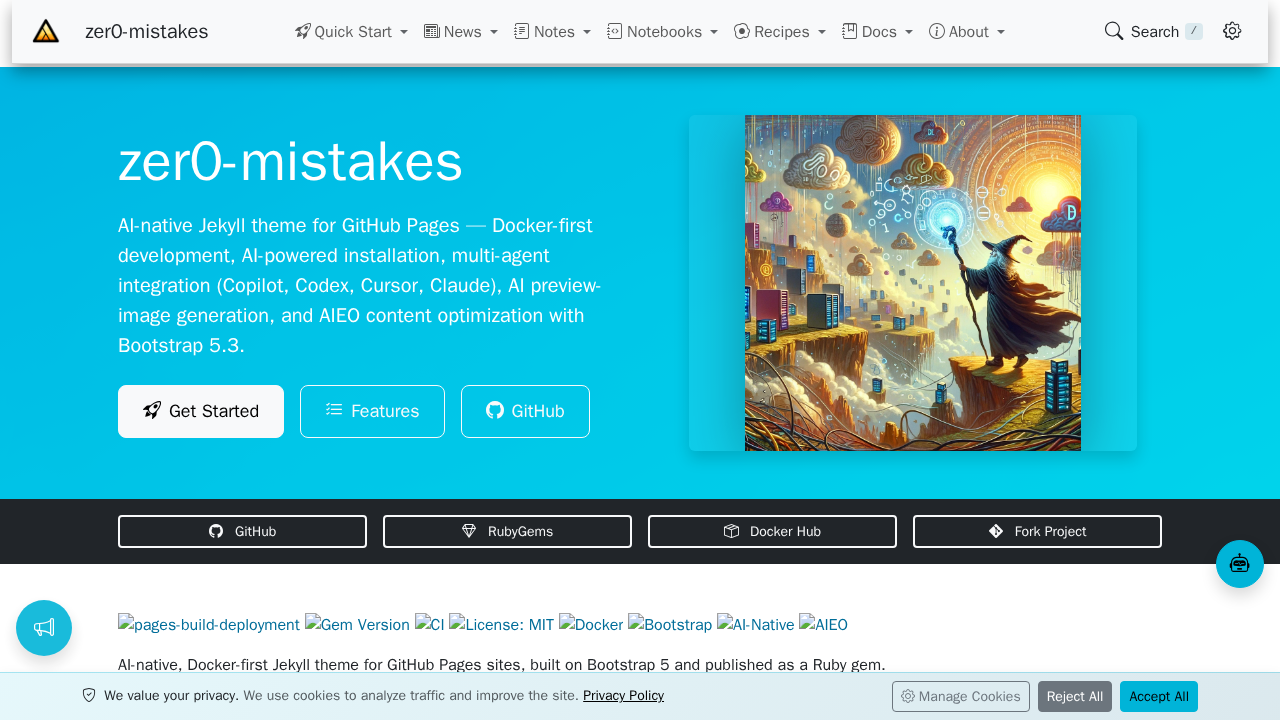 zer0-mistakes
Quick Start
News
Notes
Notebooks
Recipes
Docs
About
Search /
zer0-mistakes
AI-native Jekyll theme for GitHub Pages — Docker-first
development, AI-powered installation, multi-agent
integration (Copilot, Codex, Cursor, Claude), AI preview-
image generation, and AIEO content optimization with
Bootstrap 5.3.
Get Started
Features
GitHub
GitHub
RubyGems
Docker Hub
Fork Project
pages-build-deployment Gem Version CI License: MIT Docker Bootstrap AI-Native AIEO
AI-native, Docker-first Jekyll theme for GitHub Pages sites, built on Bootstrap 5 and published as a Ruby gem.
We value your privacy. We use cookies to analyze traffic and improve the site. Privacy Policy
Manage Cookies
Reject All
Accept All